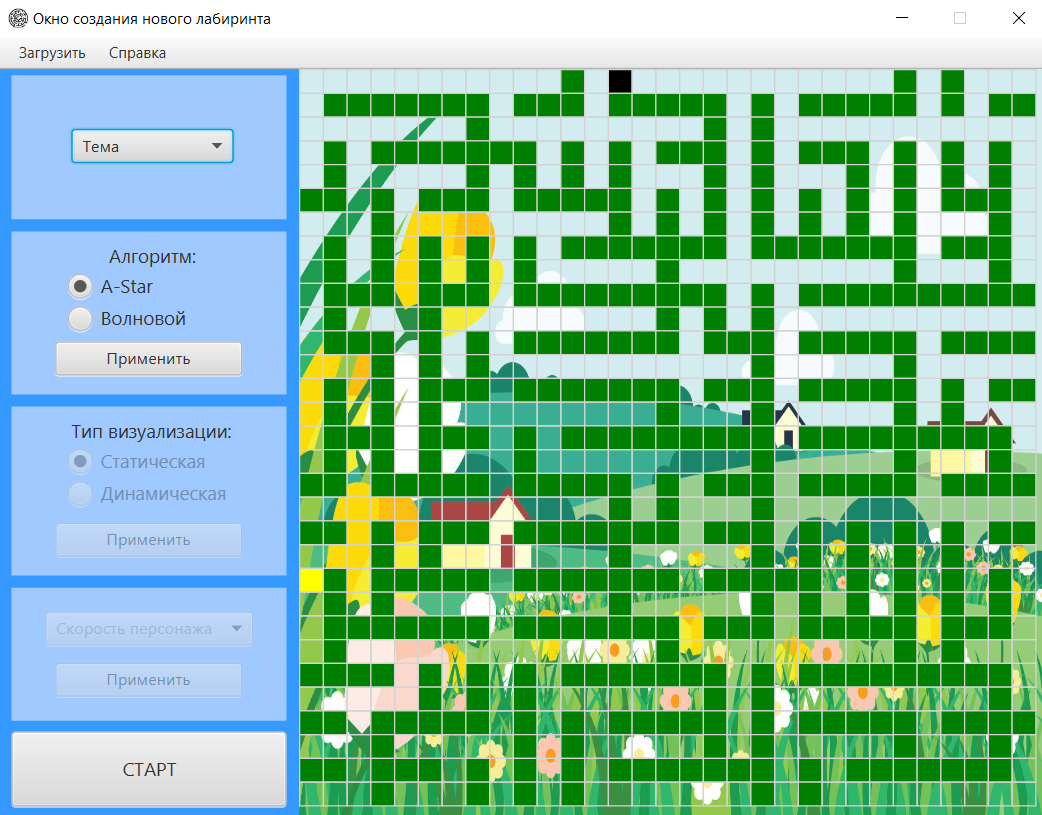 Окно создания нового лабиринта
Загрузить Справка
Тема
Алгоритм:
A-Star
Волновой
Применить
Тип визуализации:
Статическая
Динамическая
Применить
Скорость персонажа
Применить
СТАРТ